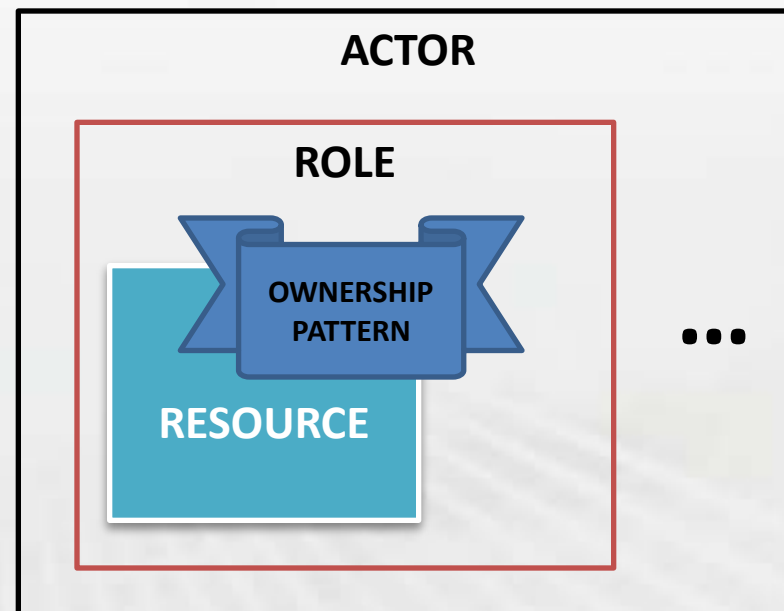 ACTOR
ROLE
OWNERSHIP
PATTERN
...
RESOURCE